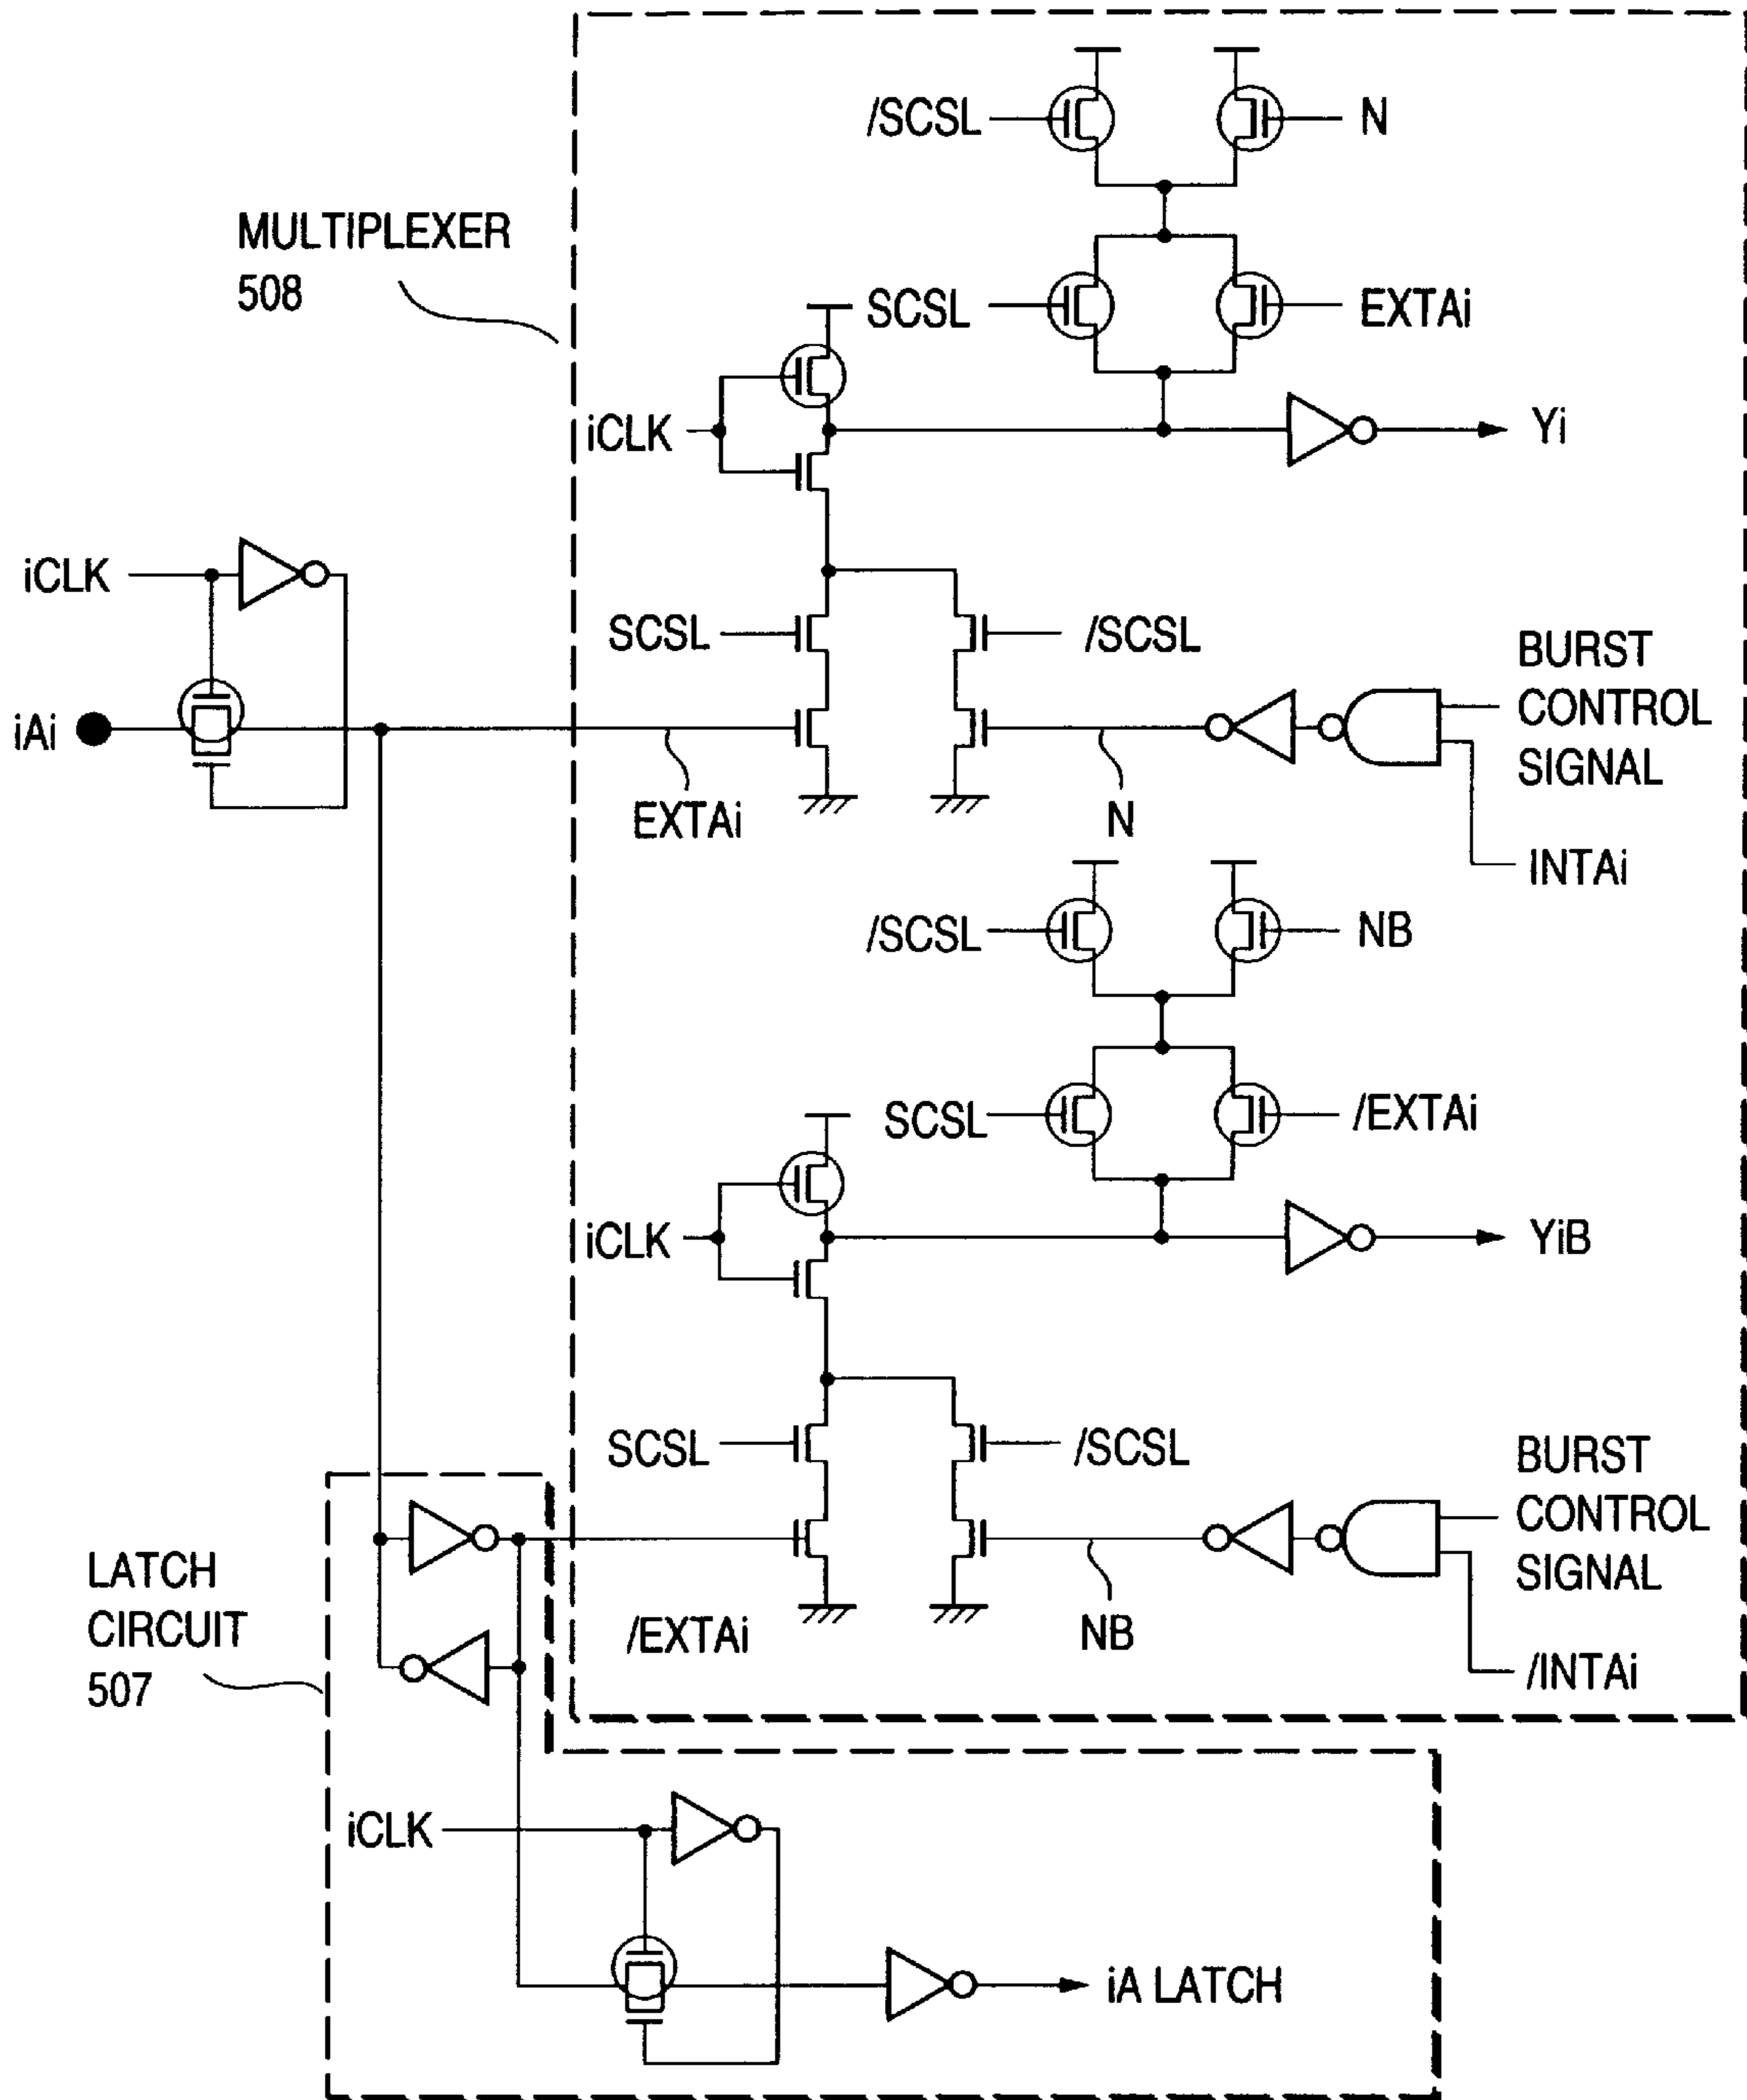 /SCSL
N
MULTIPLEXER
508
SCSL
EXTAi
iCLK
Yi
iCLK
SCSL
/SCSL
BURST
CONTROL
SIGNAL
iAi
EXTAi
N
INTAi
/SCSL
NB
SCSL
/EXTAi
iCLK
YiB
SCSL
/SCSL
BURST
CONTROL
SIGNAL
LATCH
CIRCUIT
507
/EXTAi
NB
/INTAi
iCLK
iA LATCH